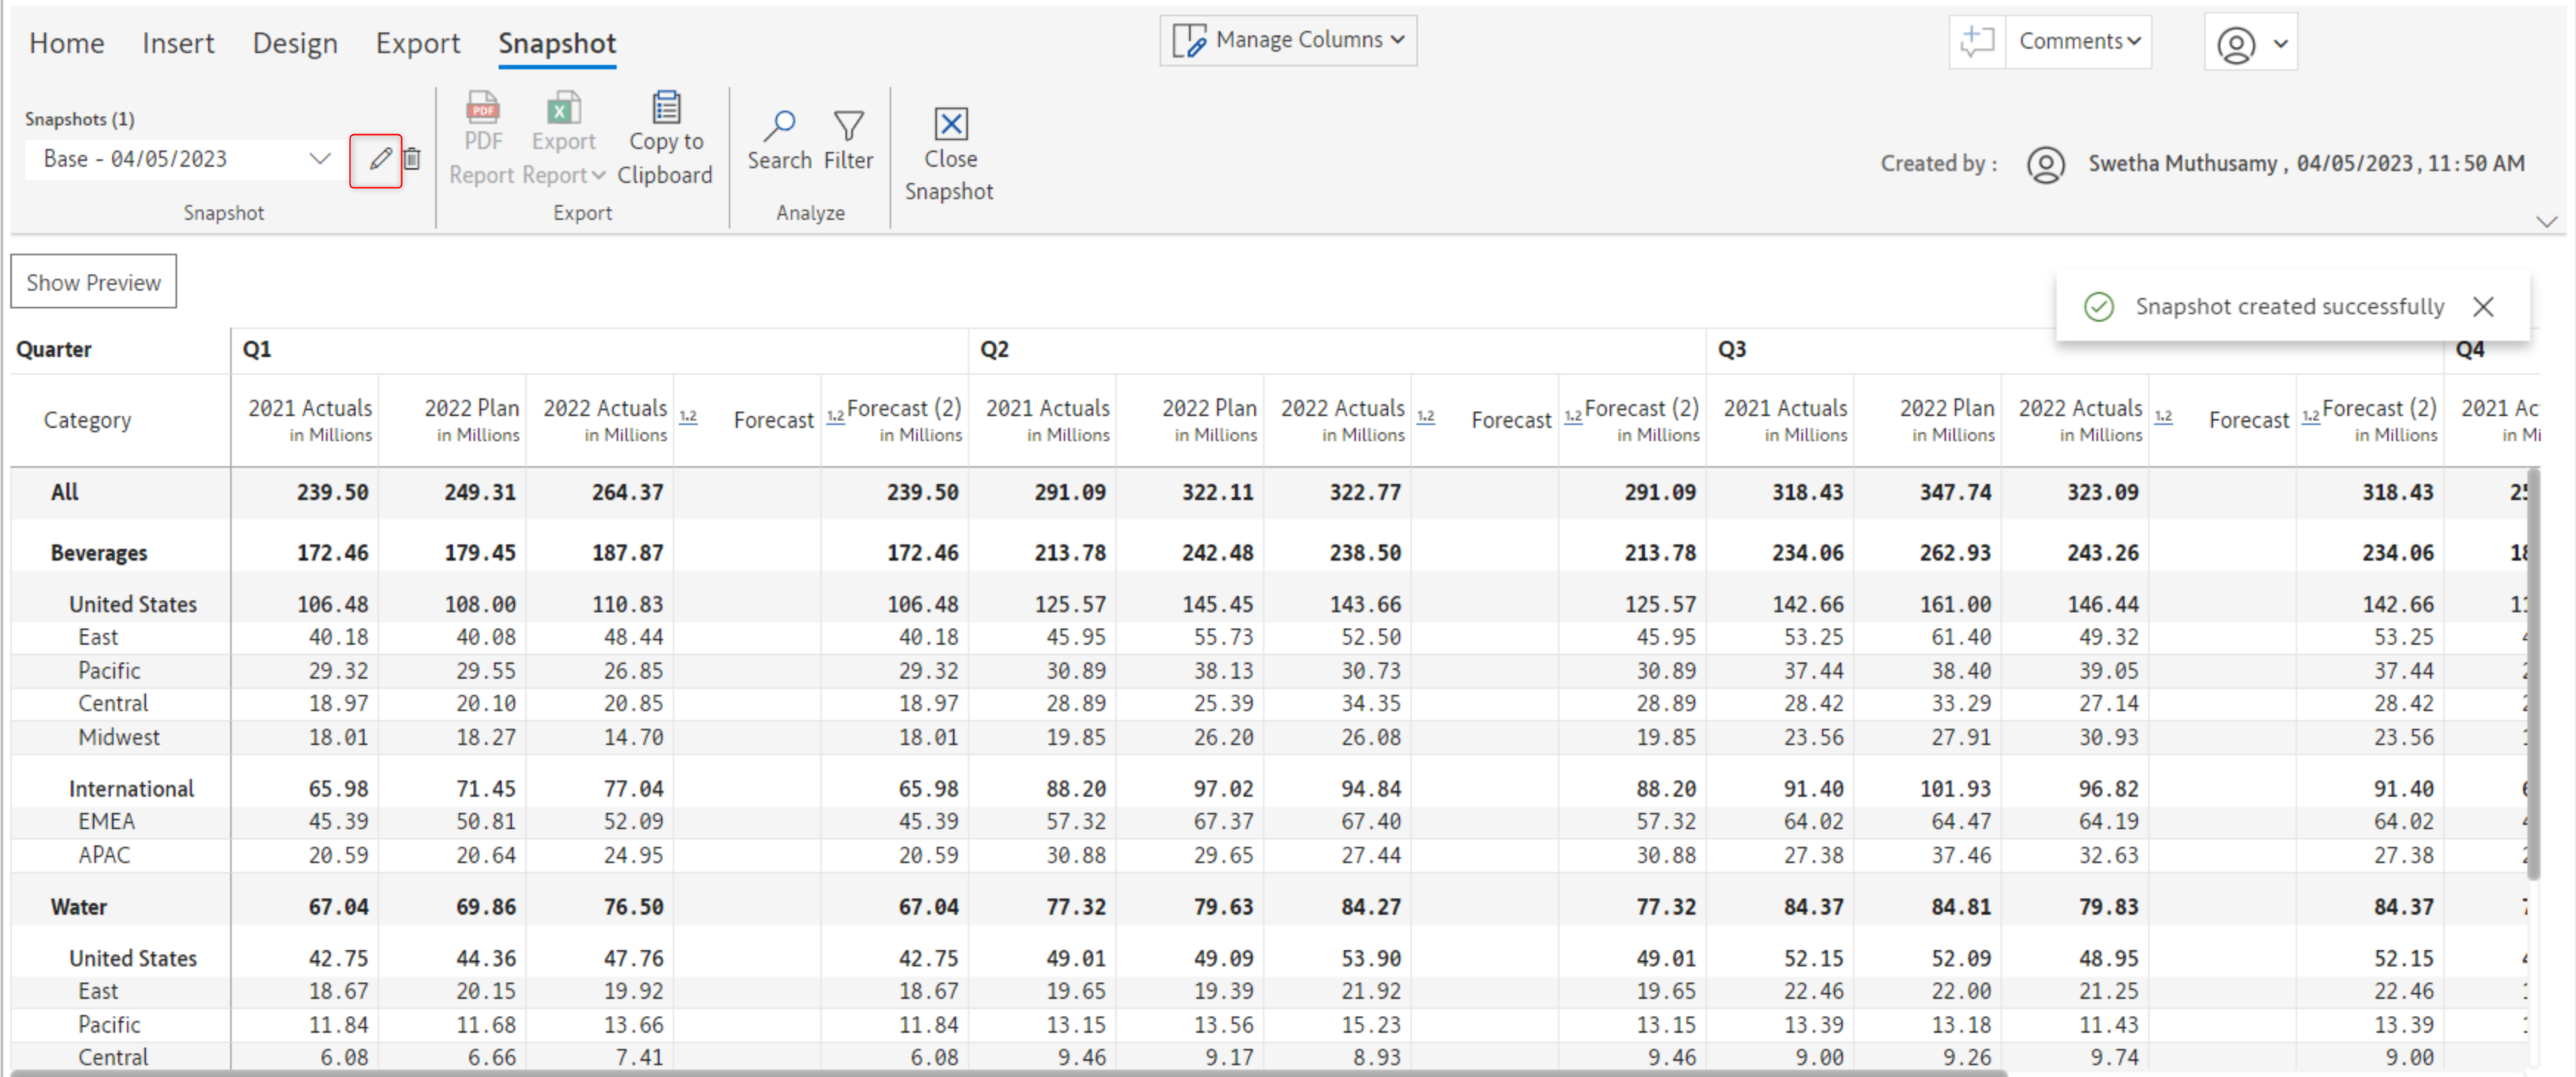 Home Insert Design Export Snapshot Manage Columns Comments
Snapshots (1)
Base - 04/05/2023
Snapshot
PDF
PDF Report
Export Report
Copy to Clipboard
Export
Search Filter
Analyze
Close Snapshot
Created by : Swetha Muthusamy , 04/05/2023, 11:50 AM
Show Preview
Snapshot created successfully
Quarter Q1 Q2 Q3 Q4
Category 2021 Actuals in Millions 2022 Plan in Millions 2022 Actuals in Millions 1.2 Forecast 1.2 Forecast (2) in Millions 2021 Actuals in Millions 2022 Plan in Millions 2022 Actuals in Millions 1.2 Forecast 1.2 Forecast (2) in Millions 2021 Actuals in Millions 2022 Plan in Millions 2022 Actuals in Millions 1.2 Forecast 1.2 Forecast (2) in Millions 2021 Ac in Mi
All 239.50 249.31 264.37 239.50 291.09 322.11 322.77 291.09 318.43 347.74 323.09 318.43
Beverages 172.46 179.45 187.87 172.46 213.78 242.48 238.50 213.78 234.06 262.93 243.26 234.06
United States 106.48 108.00 110.83 106.48 125.57 145.45 143.66 125.57 142.66 161.00 146.44 142.66
East 40.18 40.08 48.44 40.18 45.95 55.73 52.50 45.95 53.25 61.40 49.32 53.25
Pacific 29.32 29.55 26.85 29.32 30.89 38.13 30.73 30.89 37.44 38.40 39.05 37.44
Central 18.97 20.10 20.85 18.97 28.89 25.39 34.35 28.89 28.42 33.29 27.14 28.42
Midwest 18.01 18.27 14.70 18.01 19.85 26.20 26.08 19.85 23.56 27.91 30.93 23.56
International 65.98 71.45 77.04 65.98 88.20 97.02 94.84 88.20 91.40 101.93 96.82 91.40
EMEA 45.39 50.81 52.09 45.39 57.32 67.37 67.40 57.32 64.02 64.47 64.19 64.02
APAC 20.59 20.64 24.95 20.59 30.88 29.65 27.44 30.88 27.38 37.46 32.63 27.38
Water 67.04 69.86 76.50 67.04 77.32 79.63 84.27 77.32 84.37 84.81 79.83 84.37
United States 42.75 44.36 47.76 42.75 49.01 49.09 53.90 49.01 52.15 52.09 48.95 52.15
East 18.67 20.15 19.92 18.67 19.65 19.39 21.92 19.65 22.46 22.00 21.25 22.46
Pacific 11.84 11.68 13.66 11.84 13.15 13.56 15.23 13.15 13.39 13.18 11.43 13.39
Central 6.08 6.66 7.41 6.08 9.46 9.17 8.93 9.46 9.00 9.26 9.74 9.00